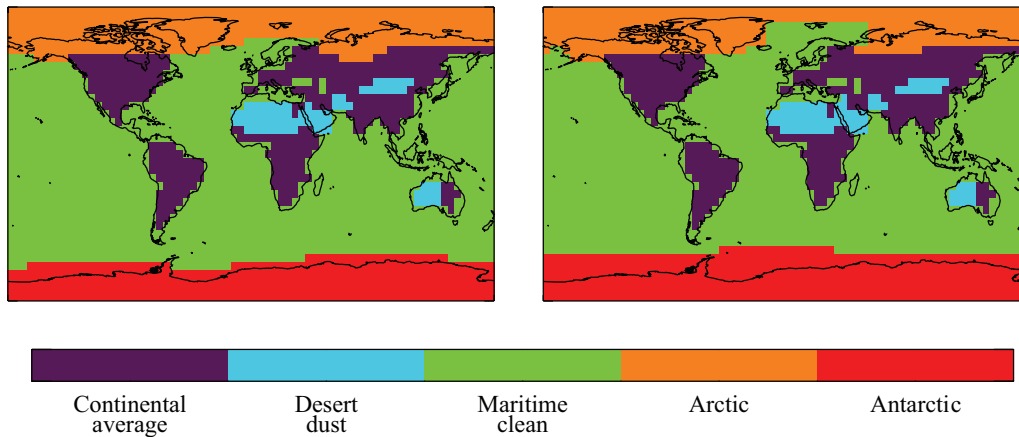 Continental
average
Desert
dust
Maritime
clean
Arctic
Antarctic